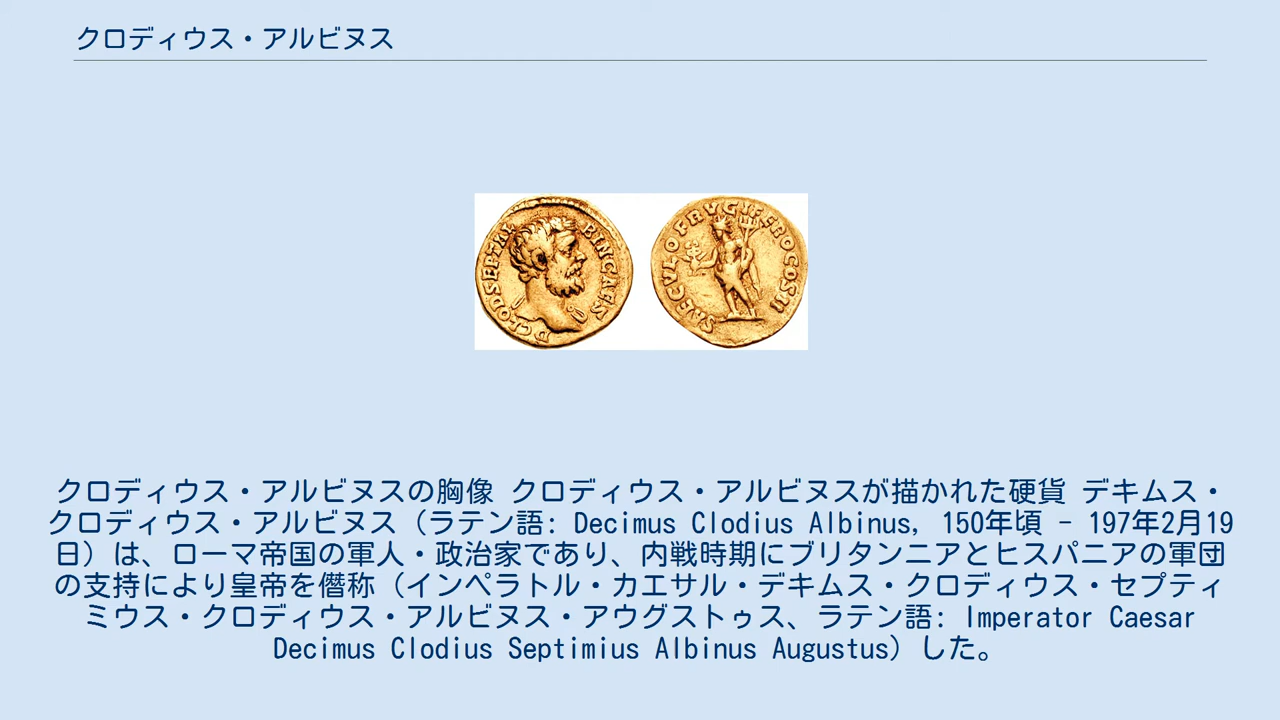 クロディウス・アルビヌス
D CLOD SEPT AL BIN CAES
SAECVLO FRVGIFERO COS II
クロディウス・アルビヌスの胸像 クロディウス・アルビヌスが描かれた硬貨 デキムス・
クロディウス・アルビヌス（ラテン語: Decimus Clodius Albinus, 150年頃 - 197年2月19
日）は、ローマ帝国の軍人・政治家であり、内戦時期にブリタンニアとヒスパニアの軍団
の支持により皇帝を僭称（インペラトル・カエサル・デキムス・クロディウス・セプティ
ミウス・クロディウス・アルビヌス・アウグストゥス、ラテン語: Imperator Caesar
Decimus Clodius Septimius Albinus Augustus）した。